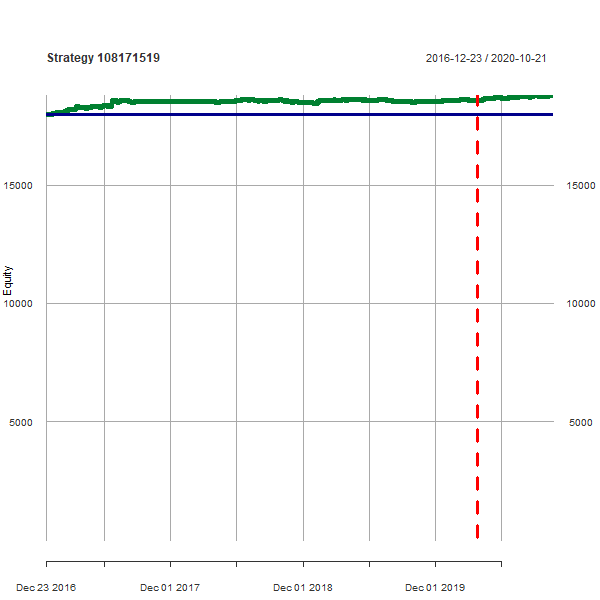 Strategy 108171519
2016-12-23 / 2020-10-21
15000
15000
Equity
10000
10000
5000
5000
Dec 23 2016
Dec 01 2017
Dec 01 2018
Dec 01 2019